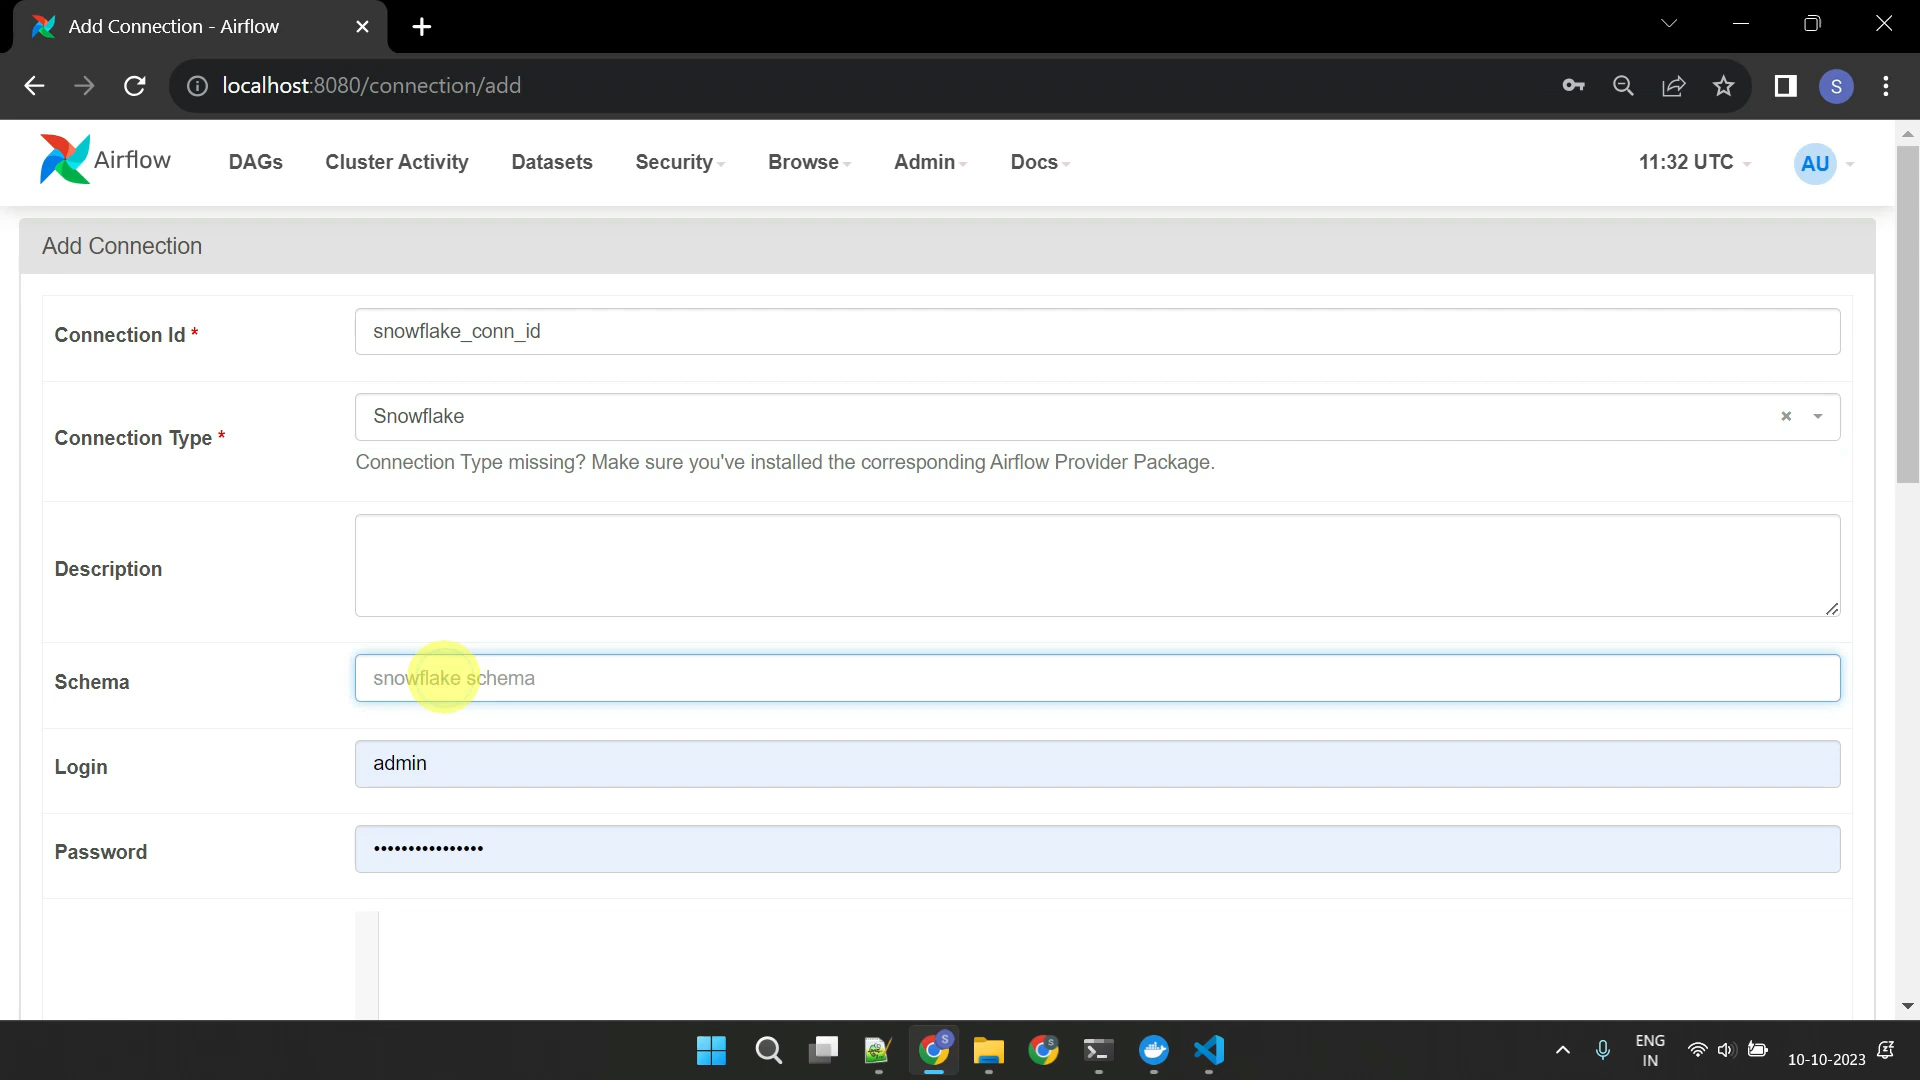 Add Connection - Airflow
localhost:8080/connection/add
S
Airflow
DAGs
Cluster Activity
Datasets
Security
Browse
Admin
Docs
11:32 UTC
AU
Add Connection
Connection Id *
snowflake_conn_id
Connection Type *
Snowflake
Connection Type missing? Make sure you've installed the corresponding Airflow Provider Package.
Description
Schema
snowflake schema
Login
admin
Password
••••••••••••••••
S
S
ENG
IN
10-10-2023